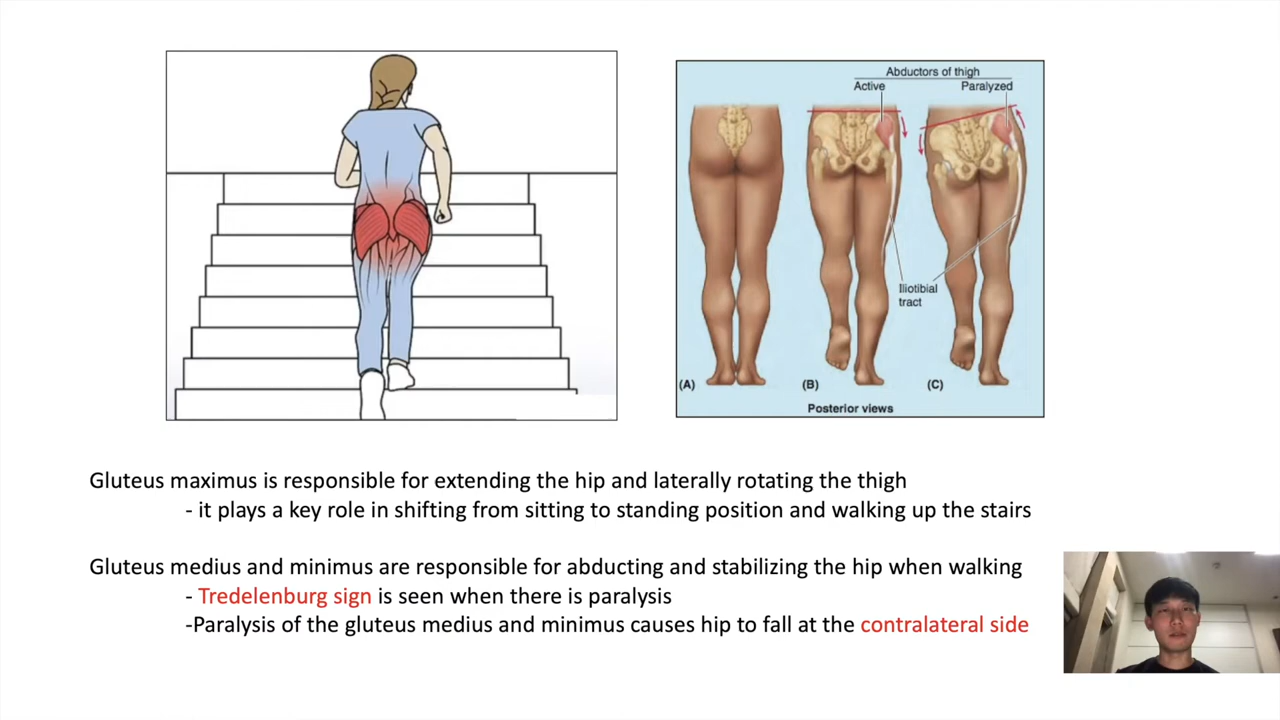 Abductors of thigh
Active Paralyzed
Iliotibial
tract
(A) (B) (C)
Posterior views
Gluteus maximus is responsible for extending the hip and laterally rotating the thigh
- it plays a key role in shifting from sitting to standing position and walking up the stairs
Gluteus medius and minimus are responsible for abducting and stabilizing the hip when walking
- Tredelenburg sign is seen when there is paralysis
-Paralysis of the gluteus medius and minimus causes hip to fall at the contralateral side